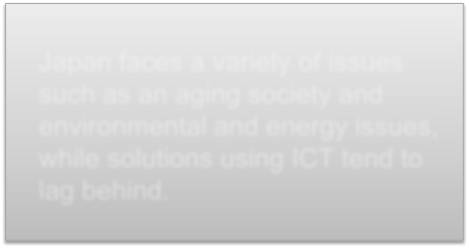 Japan faces a variety of issues
such as an aging society and
environmental and energy issues,
while solutions using ICT tend to
lag behind.